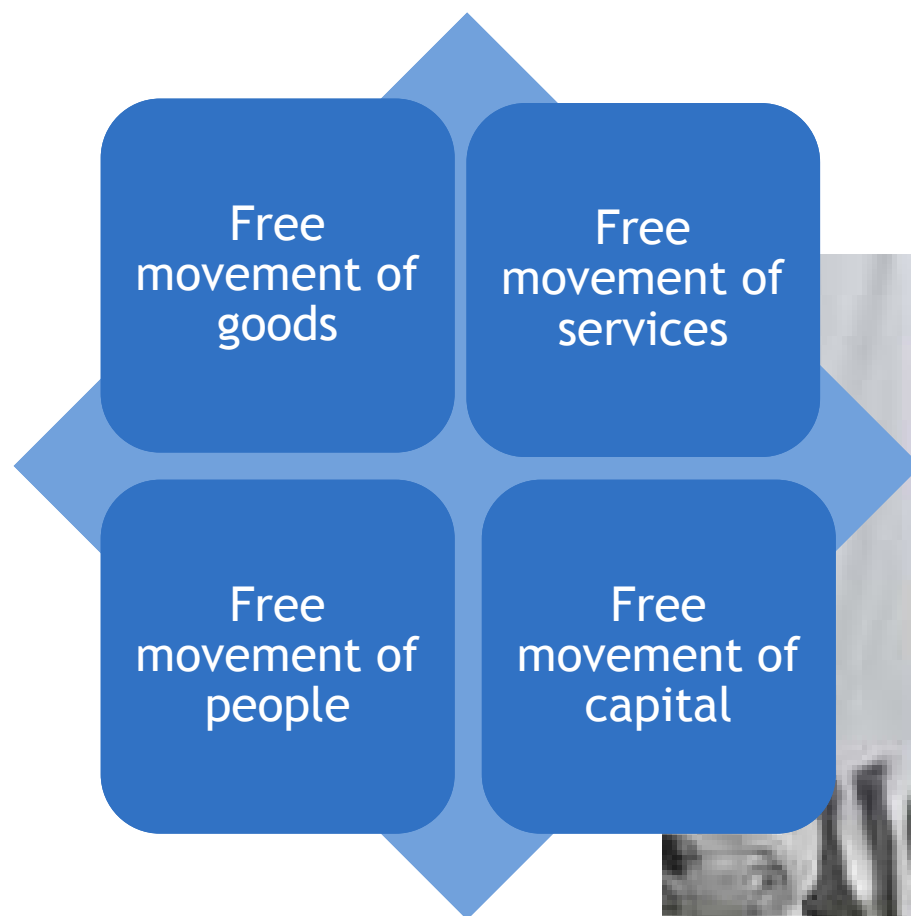 Free
movement of
goods
Free
movement of
services
Free
movement of
people
Free
movement of
capital